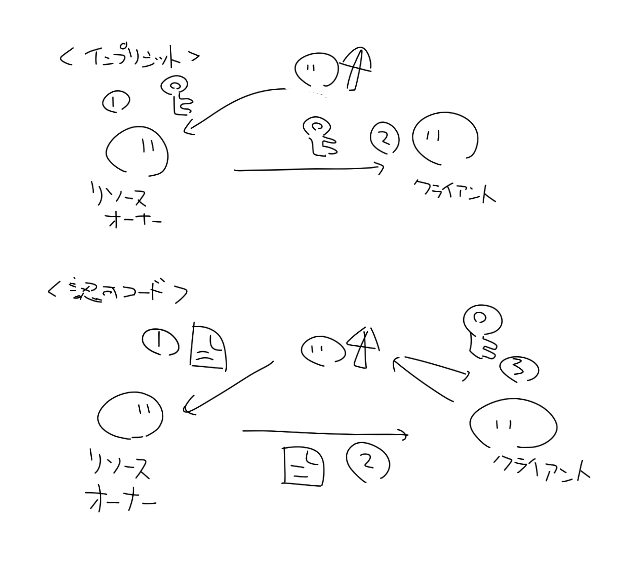 <インプリシット>
①
②
リソース
オーナー
クライアント
<認可コード>
①
③
②
リソース
オーナー
クライアント